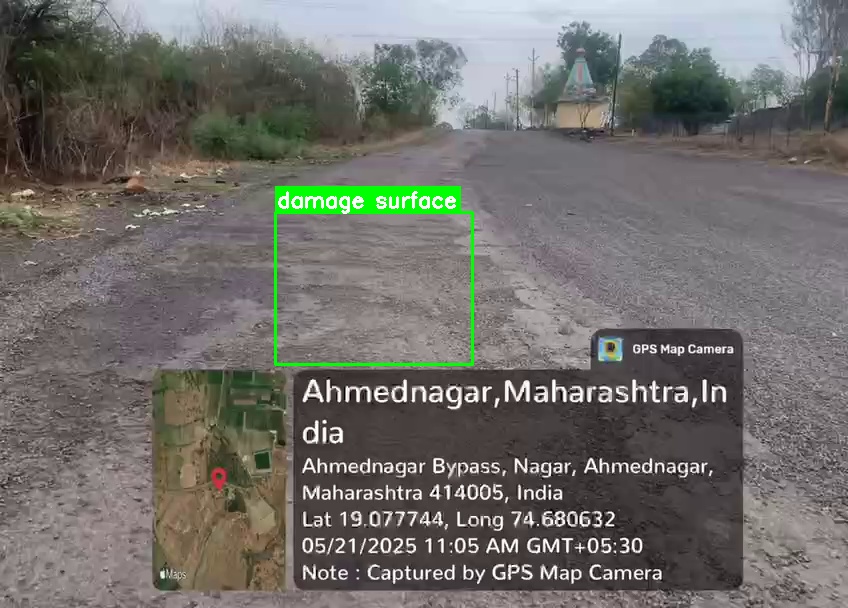 damage surface
GPS Map Camera
Ahmednagar,Maharashtra,In
dia
Ahmednagar Bypass, Nagar, Ahmednagar,
Maharashtra 414005, India
Lat 19.077744, Long 74.680632
05/21/2025 11:05 AM GMT+05:30
Note : Captured by GPS Map Camera
Maps